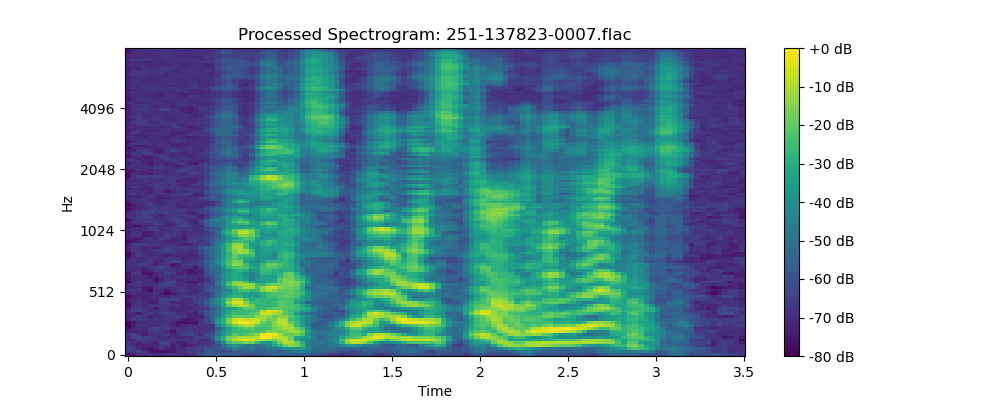 Processed Spectrogram: 251-137823-0007.flac
+0 dB
-10 dB
-20 dB
-30 dB
-40 dB
-50 dB
-60 dB
-70 dB
-80 dB
4096
2048
1024
512
0
Hz
0 0.5 1 1.5 2 2.5 3 3.5
Time